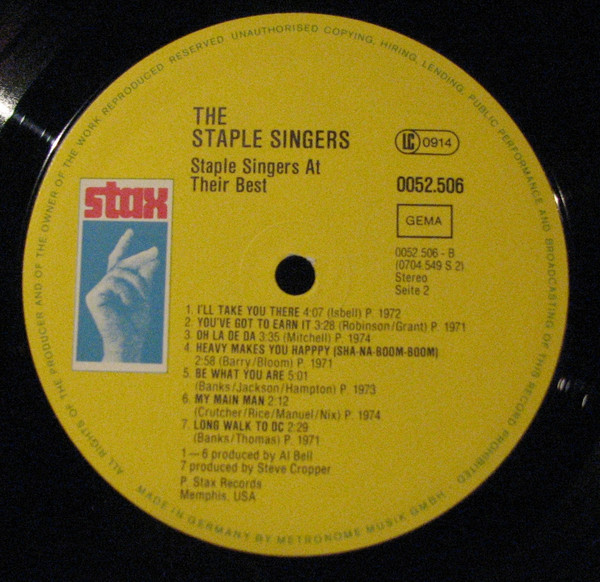 ALL RIGHTS OF THE PRODUCER AND OF THE OWNER OF THE WORK REPRODUCED RESERVED. UNAUTHORISED COPYING, HIRING, LENDING, PUBLIC PERFORMANCE AND BROADCASTING OF THIS RECORD PROHIBITED.
THE
STAPLE SINGERS
Staple Singers At
Their Best
LC 0914
0052.506
GEMA
stax
0052.506 - B
(0704.549 S 2)
Stereo
Seite 2
1. I'LL TAKE YOU THERE 4:07 (Isbell) P. 1972
2: YOU'VE GOT TO EARN IT 3:28 (Robinson/Grant) P. 1971
3: OH LA DE DA 3:35 (Mitchell) P. 1974
4: HEAVY MAKES YOU HAPPPY (SHA-NA-BOOM-BOOM)
2:58 (Barry/Bloom) P. 1971
5: BE WHAT YOU ARE 5:01
(Banks/Jackson/Hampton) P. 1973
6: MY MAIN MAN 2:12
(Crutcher/Rice/Manuel/Nix) P. 1974
7: LONG WALK TO DC 2:29
(Banks/Thomas) P. 1971
1—6 produced by Al Bell
7 produced by Steve Cropper
P. Stax Records
Memphis, USA
MADE IN GERMANY BY METRONOME MUSIK GMBH ·